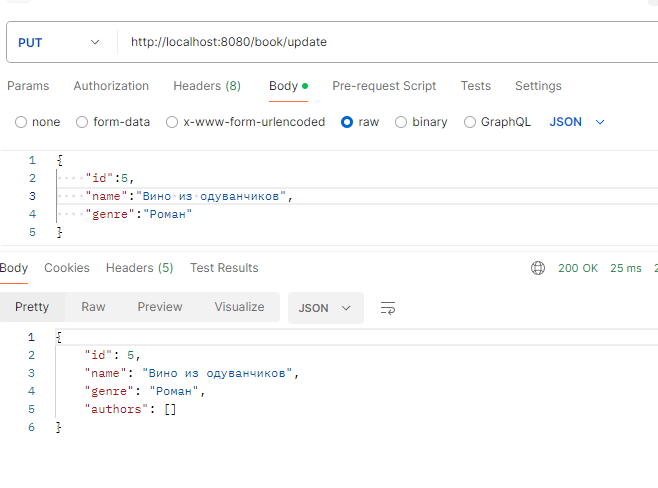 PUT http://localhost:8080/book/update
Params Authorization Headers (8) Body Pre-request Script Tests Settings
none form-data x-www-form-urlencoded raw binary GraphQL JSON
1 {
2 "id":5,
3 "name":"Вино из одуванчиков",
4 "genre":"Роман"
5 }
Body Cookies Headers (5) Test Results 200 OK 25 ms
Pretty Raw Preview Visualize JSON
1 {
2 "id": 5,
3 "name": "Вино из одуванчиков",
4 "genre": "Роман",
5 "authors": []
6 }